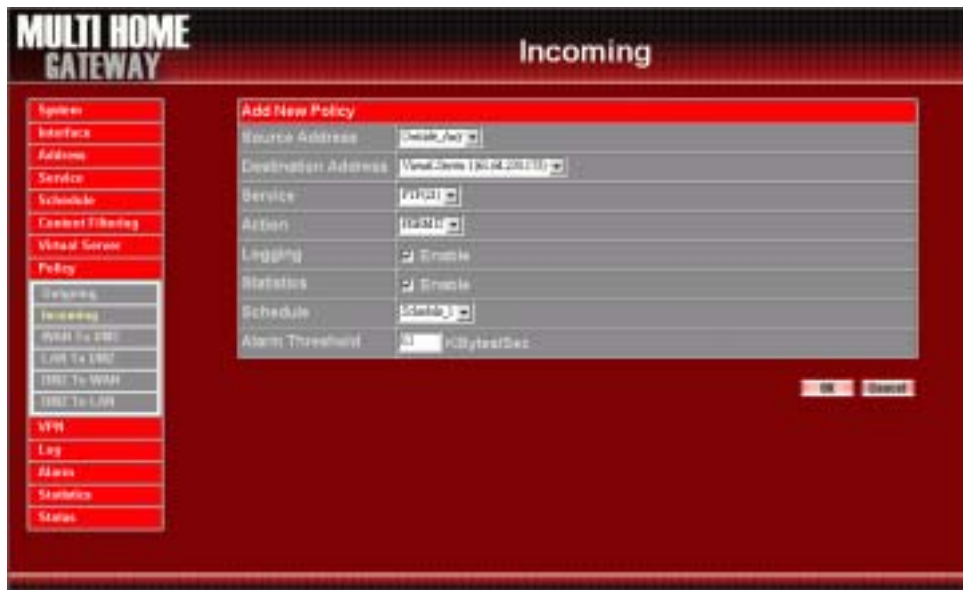 MULTI HOME
GATEWAY
Incoming
System
Interface
Address
Service
Schedule
Content Filtering
Virtual Server
Policy
Outgoing
Incoming
WAN To DMZ
LAN To DMZ
DMZ To WAN
DMZ To LAN
VPN
Log
Alarm
Statistics
Status
Add New Policy
Source Address
Destination Address
Service
Action
Logging
Enable
Statistics
Enable
Schedule
Alarm Threshold
KBytes/Sec
OK
Cancel